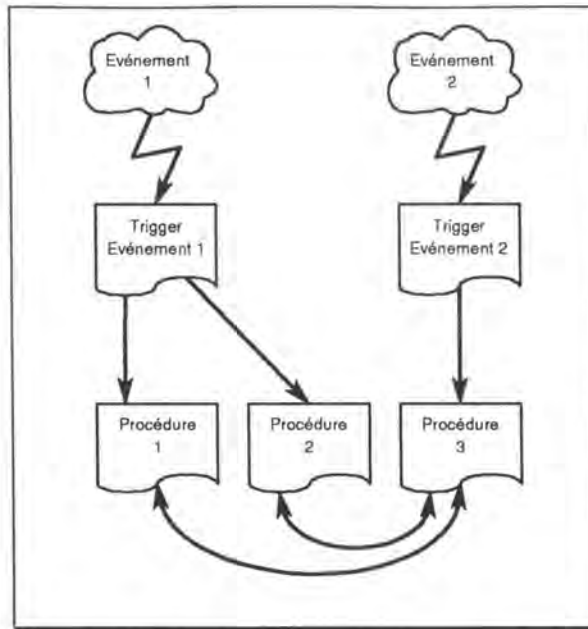 Evénement
1
Evénement
2
Trigger
Evénement 1
Trigger
Evénement 2
Procédure
1
Procédure
2
Procédure
3